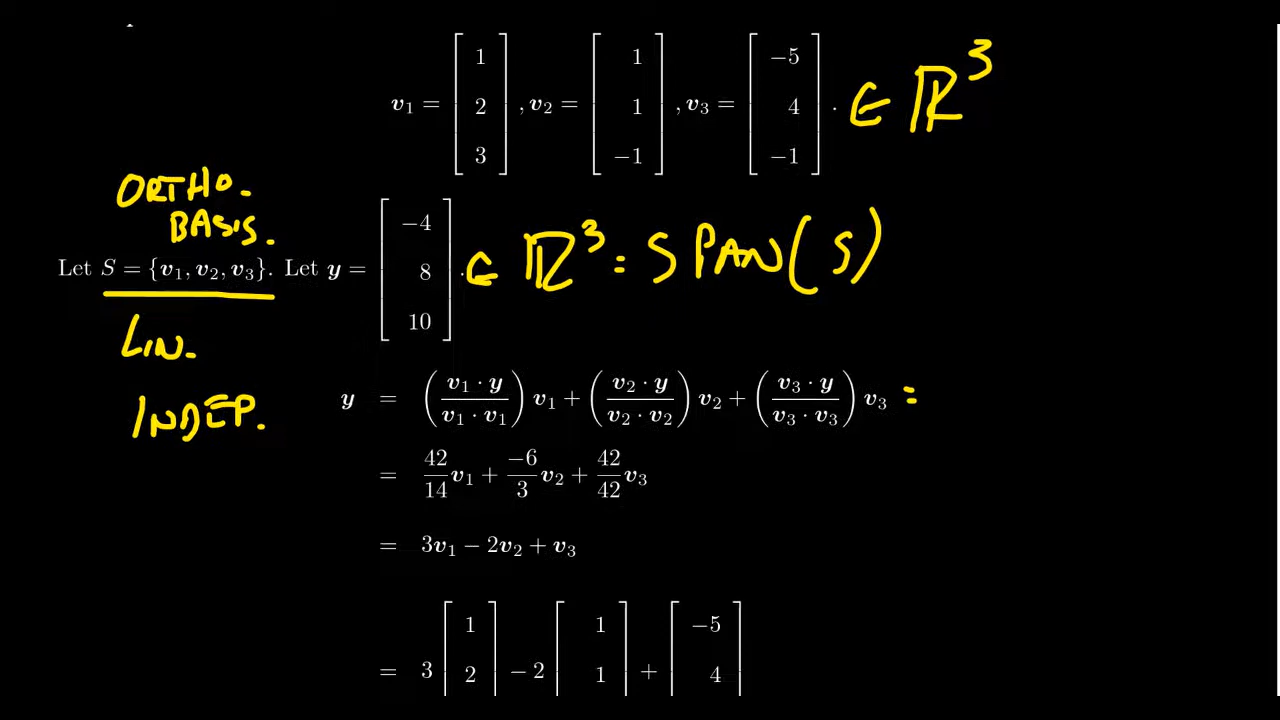 v₁ = [1 2 3], v₂ = [1 1 −1], v₃ = [−5 4 −1]. ∈ ℝ³
ORTHO.
BASIS.
Let S = {v₁, v₂, v₃}. Let y = [−4 8 10]. ∈ ℝ³ = SPAN(S)
LIN.
INDEP.
y = (v₁ · y / v₁ · v₁) v₁ + (v₂ · y / v₂ · v₂) v₂ + (v₃ · y / v₃ · v₃) v₃ =
= 42/14 v₁ + −6/3 v₂ + 42/42 v₃
= 3v₁ − 2v₂ + v₃
= 3 [1 2 − 2 [1 1 + [−5 4